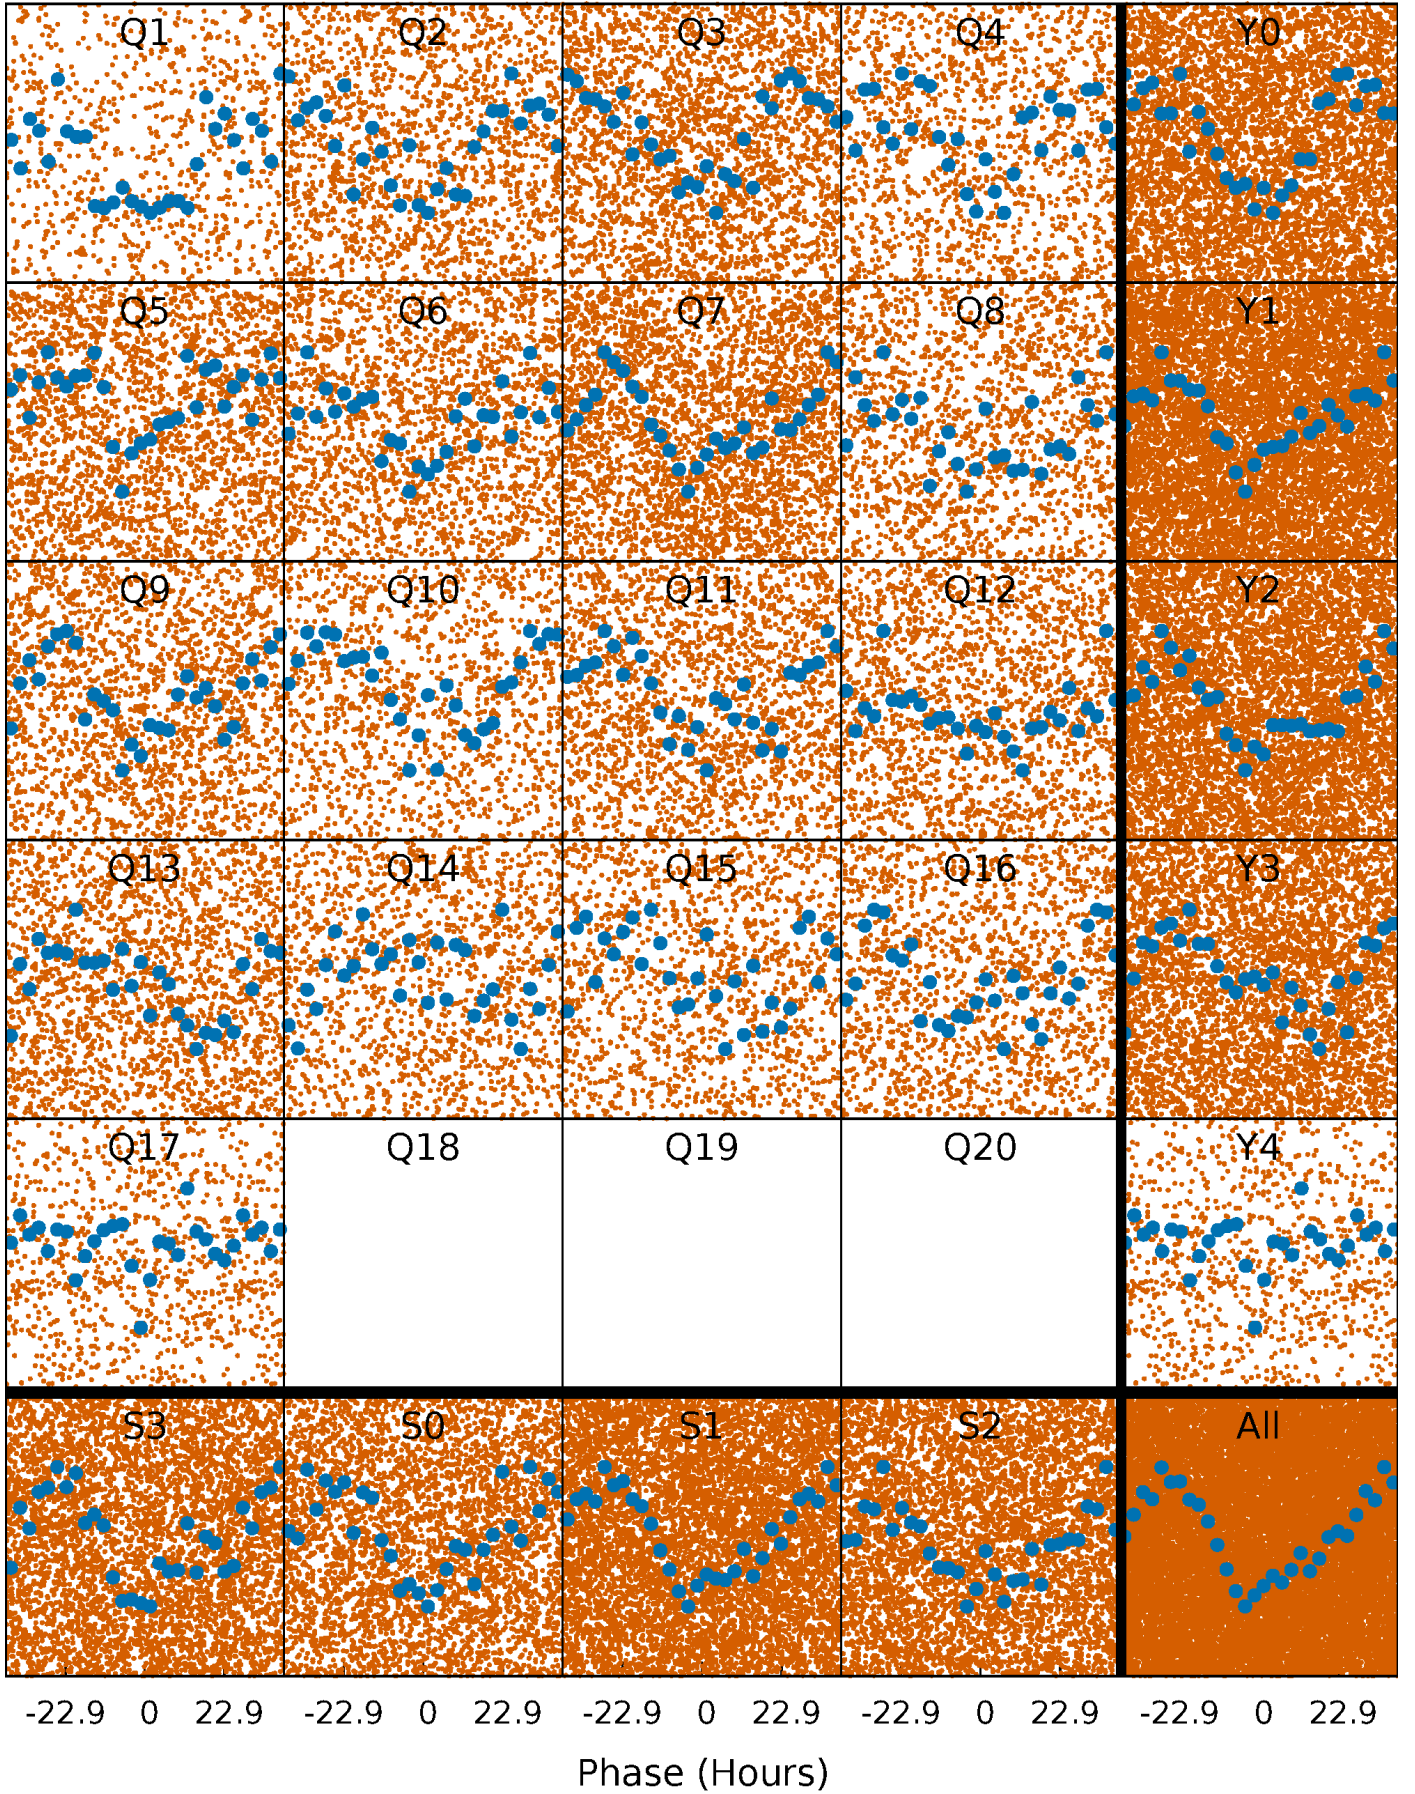 Q1 Q2 Q3 Q4 Y0
Q5 Q6 Q7 Q8 Y1
Q9 Q10 Q11 Q12 Y2
Q13 Q14 Q15 Q16 Y3
Q17 Q18 Q19 Q20 Y4
S3 S0 S1 S2 All
-22.9 0 22.9 -22.9 0 22.9 -22.9 0 22.9 -22.9 0 22.9 -22.9 0 22.9
Phase (Hours)